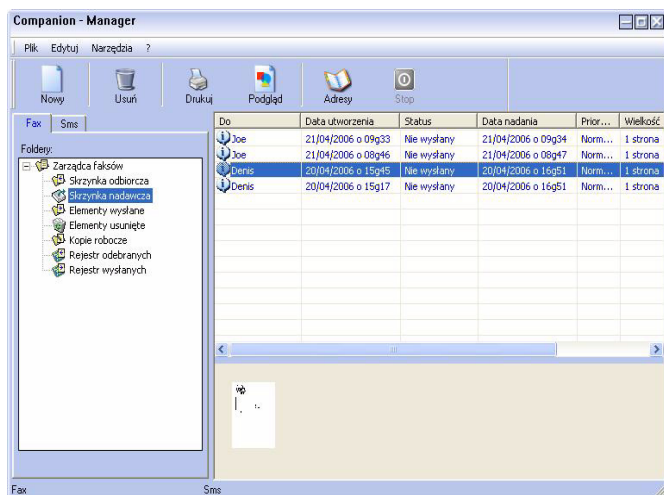 Companion - Manager
Plik Edytuj Narzędzia ?
Nowy Usuń Drukuj Podgląd Adresy Stop
Fax Sms
Foldery:
Zarządca faksów
Skrzynka odbiorcza
Skrzynka nadawcza
Elementy wysłane
Elementy usunięte
Kopie robocze
Rejestr odebranych
Rejestr wysłanych
Do Data utworzenia Status Data nadania Prior... Wielkość
Joe 21/04/2006 o 09g33 Nie wysłany 21/04/2006 o 09g34 Norm... 1 strona
Joe 21/04/2006 o 08g46 Nie wysłany 21/04/2006 o 08g47 Norm... 1 strona
Denis 20/04/2006 o 15g45 Nie wysłany 20/04/2006 o 16g51 Norm... 1 strona
Denis 20/04/2006 o 15g17 Nie wysłany 20/04/2006 o 16g51 Norm... 1 strona
Fax Sms